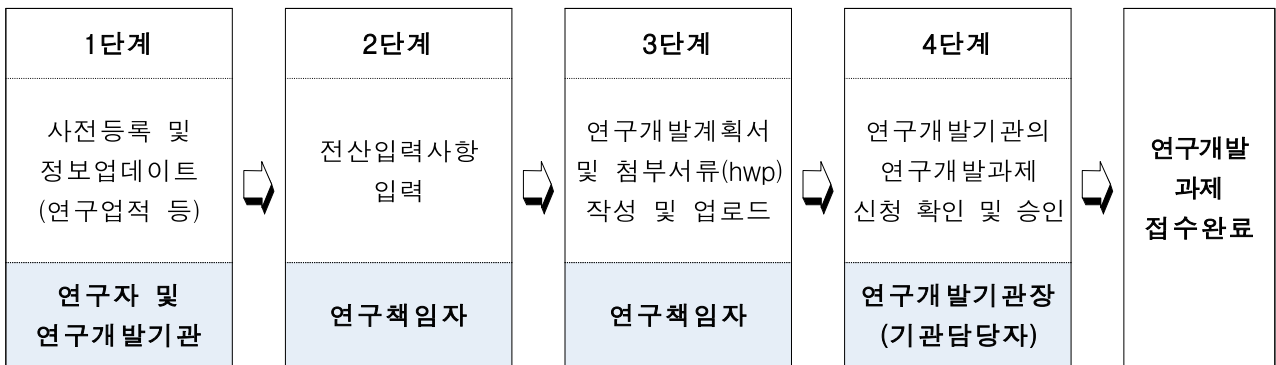 1단계
사전등록 및
정보업데이트
(연구업적 등)
연구자 및
연구개발기관
2단계
전산입력사항
입력
연구책임자
3단계
연구개발계획서
및 첨부서류(hwp)
작성 및 업로드
연구책임자
4단계
연구개발기관의
연구개발과제
신청 확인 및 승인
연구개발기관장
(기관담당자)
연구개발
과제
접수완료